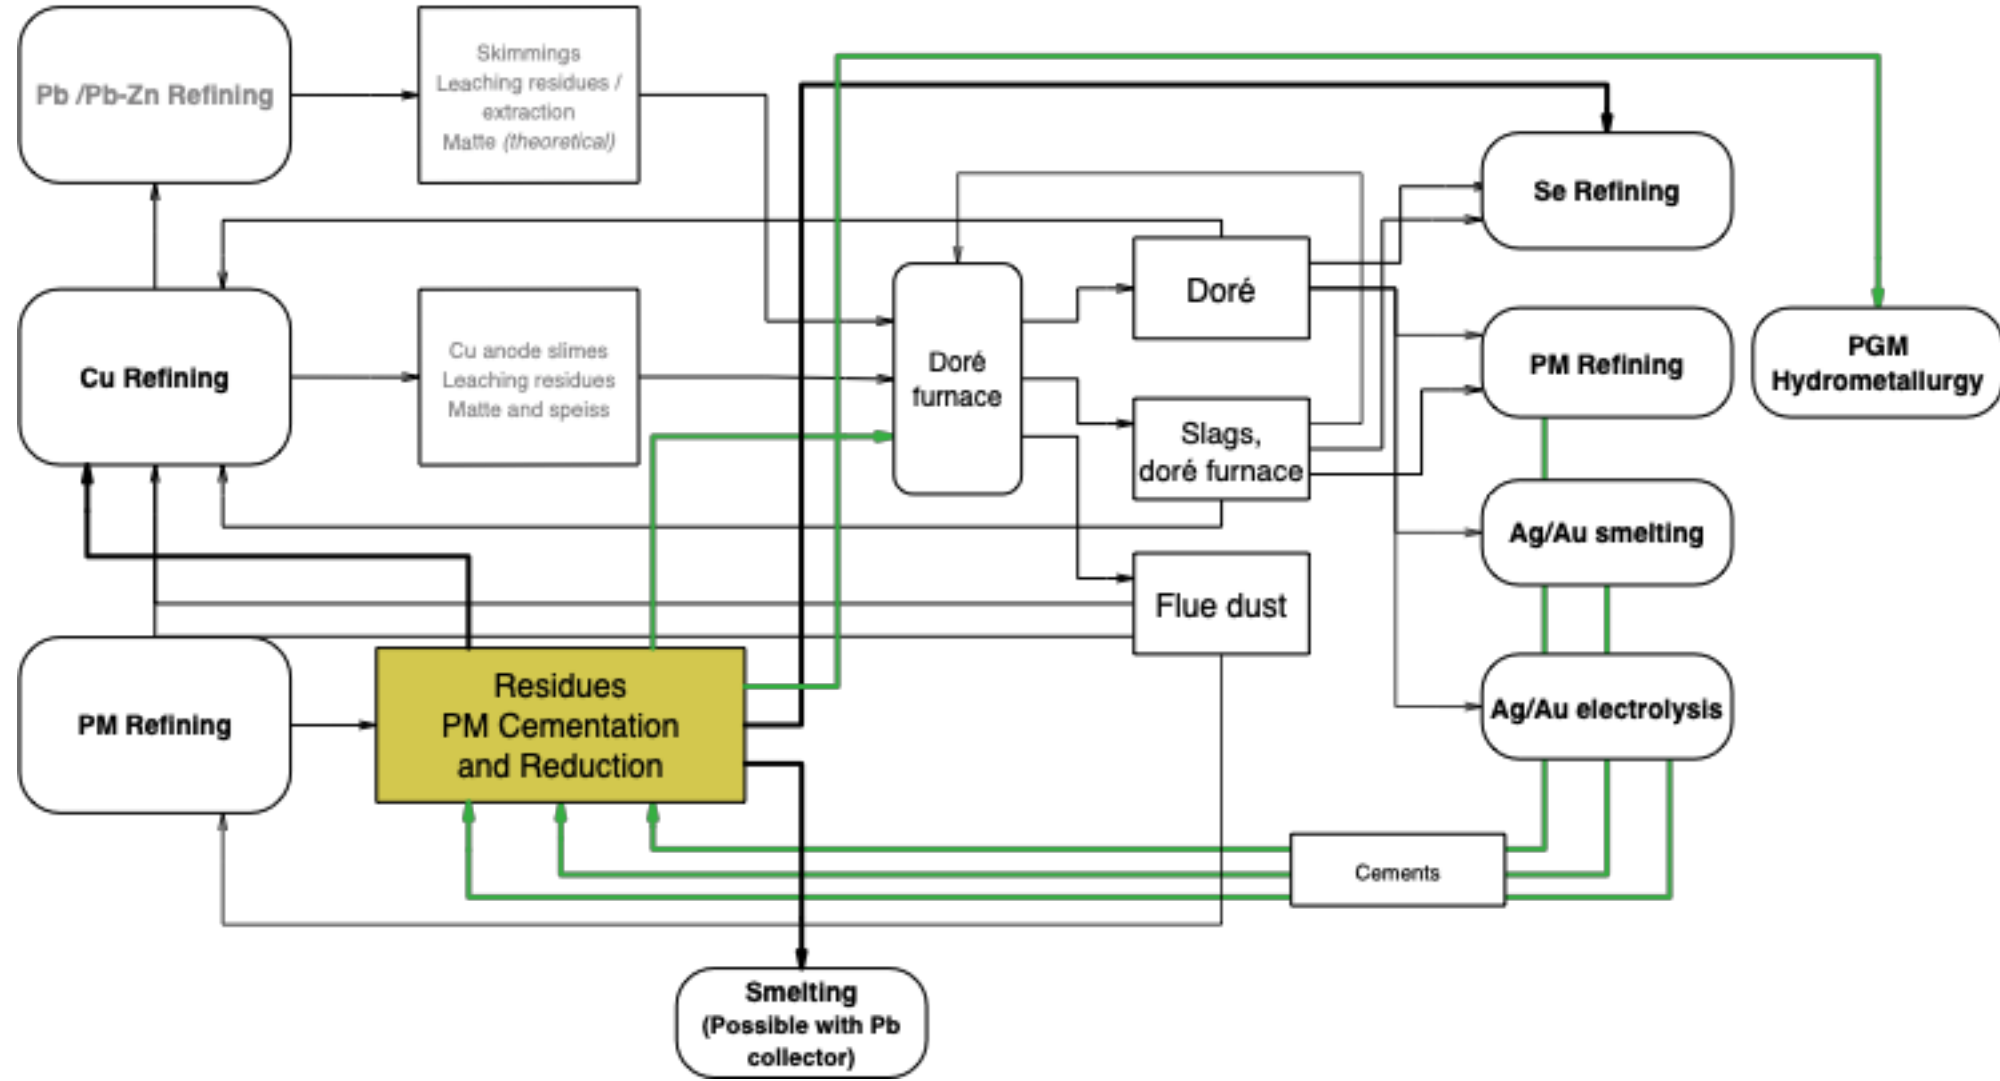 Pb /Pb-Zn Refining
Skimmings
Leaching residues /
extraction
Matte (theoretical)
Se Refining
Cu Refining
Cu anode slimes
Leaching residues
Matte and speiss
Doré
furnace
Doré
Slags,
doré furnace
Flue dust
PM Refining
PGM
Hydrometallurgy
Ag/Au smelting
Ag/Au electrolysis
PM Refining
Residues
PM Cementation
and Reduction
Cements
Smelting
(Possible with Pb
collector)